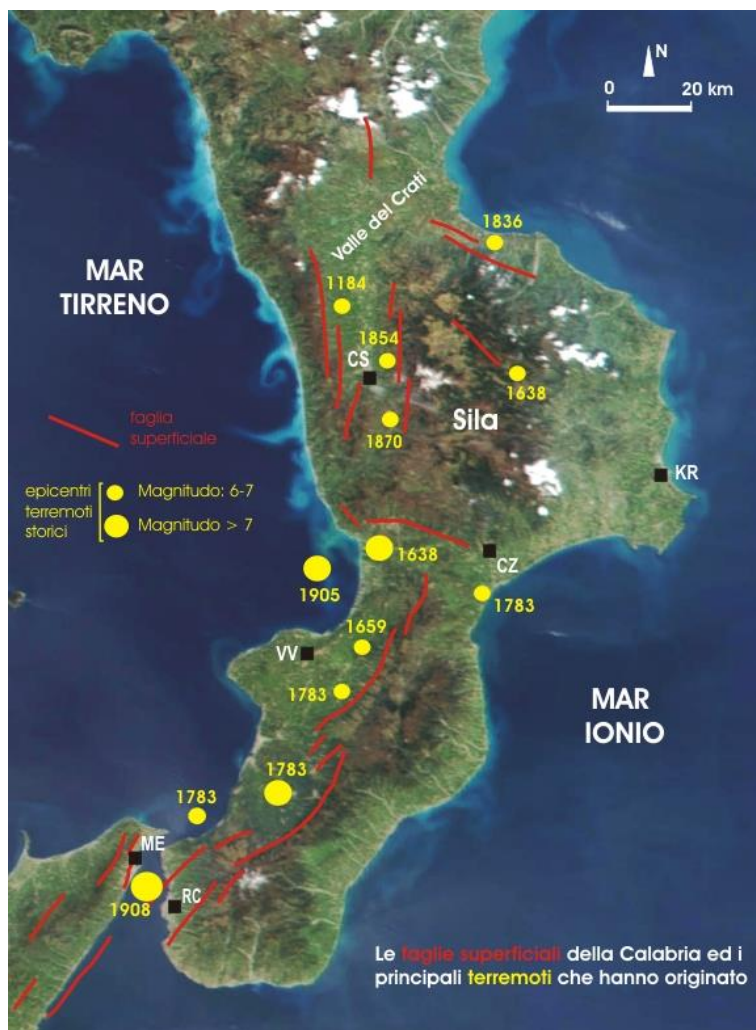 N
0 20 km
Valle del Crati
1836
MAR
TIRRENO
1184
1854
CS
1638
faglia
superficiale
Sila
1870
KR
epicentri
terremoti
storici
Magnitudo: 6-7
Magnitudo > 7
1638
CZ
1905
1783
1659
VV
1783
MAR
IONIO
1783
1783
ME
RC
1908
Le faglie superficiali della Calabria ed i
principali terremoti che hanno originato